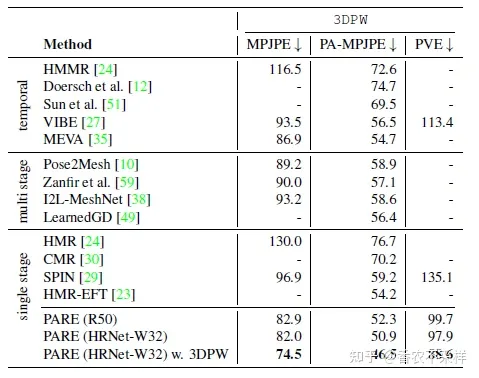 3DPW
Method MPJPE↓ PA-MPJPE↓ PVE↓
temporal
HMMR [24] 116.5 72.6 -
Doersch et al. [12] - 74.7 -
Sun et al. [51] - 69.5 -
VIBE [27] 93.5 56.5 113.4
MEVA [35] 86.9 54.7 -
multi stage
Pose2Mesh [10] 89.2 58.9 -
Zanfir et al. [59] 90.0 57.1 -
I2L-MeshNet [38] 93.2 58.6 -
LearnedGD [49] - 56.4 -
single stage
HMR [24] 130.0 76.7 -
CMR [30] - 70.2 -
SPIN [29] 96.9 59.2 135.1
HMR-EFT [23] - 54.2 -
PARE (R50) 82.9 52.3 99.7
PARE (HRNet-W32) 82.0 50.9 97.9
PARE (HRNet-W32) w. 3DPW 74.5 46.5 88.6